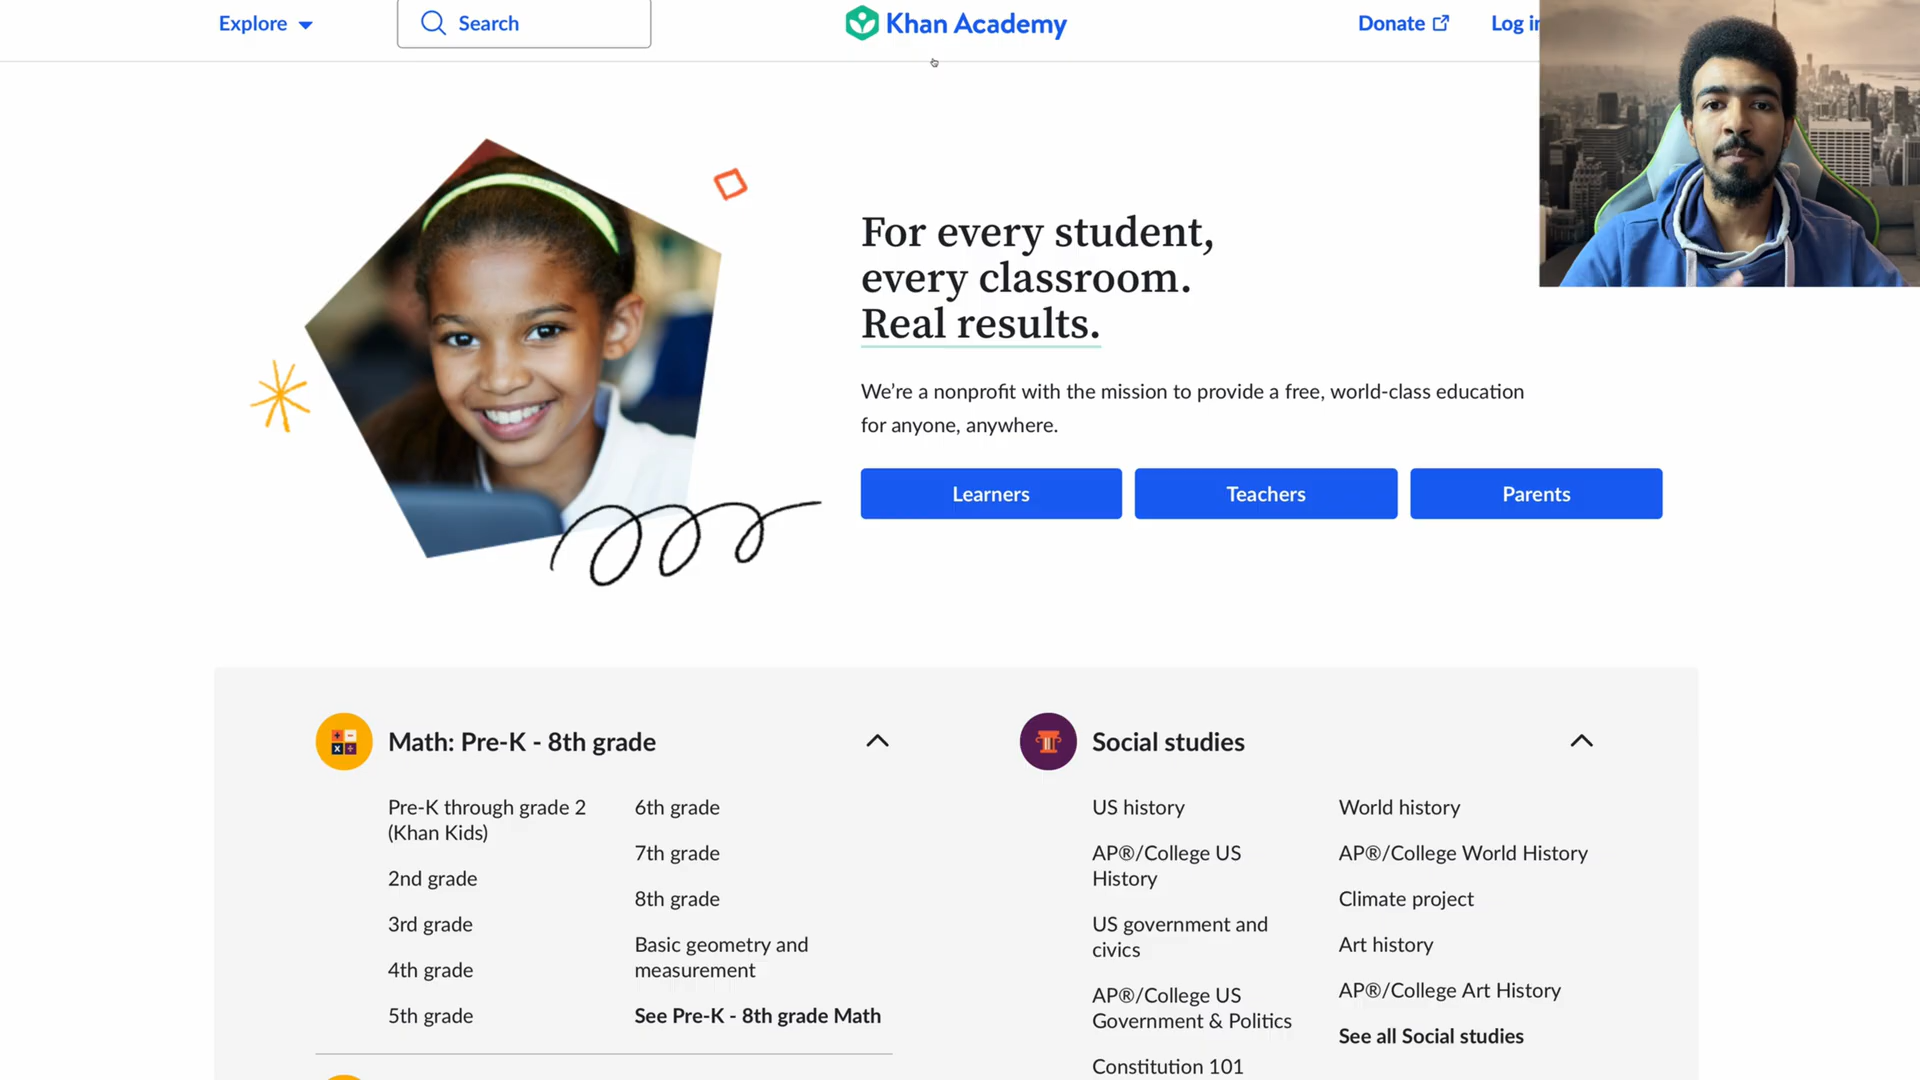 Explore
Search
Khan Academy
Donate
Log in
For every student,
every classroom.
Real results.
We’re a nonprofit with the mission to provide a free, world-class education
for anyone, anywhere.
Learners
Teachers
Parents
Math: Pre-K - 8th grade
Pre-K through grade 2
(Khan Kids)
2nd grade
3rd grade
4th grade
5th grade
6th grade
7th grade
8th grade
Basic geometry and
measurement
See Pre-K - 8th grade Math
Social studies
US history
AP®/College US
History
US government and
civics
AP®/College US
Government & Politics
Constitution 101
World history
AP®/College World History
Climate project
Art history
AP®/College Art History
See all Social studies